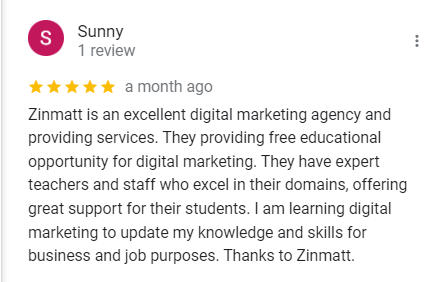 S
Sunny
1 review
a month ago
Zinmatt is an excellent digital marketing agency and
providing services. They providing free educational
opportunity for digital marketing. They have expert
teachers and staff who excel in their domains, offering
great support for their students. I am learning digital
marketing to update my knowledge and skills for
business and job purposes. Thanks to Zinmatt.